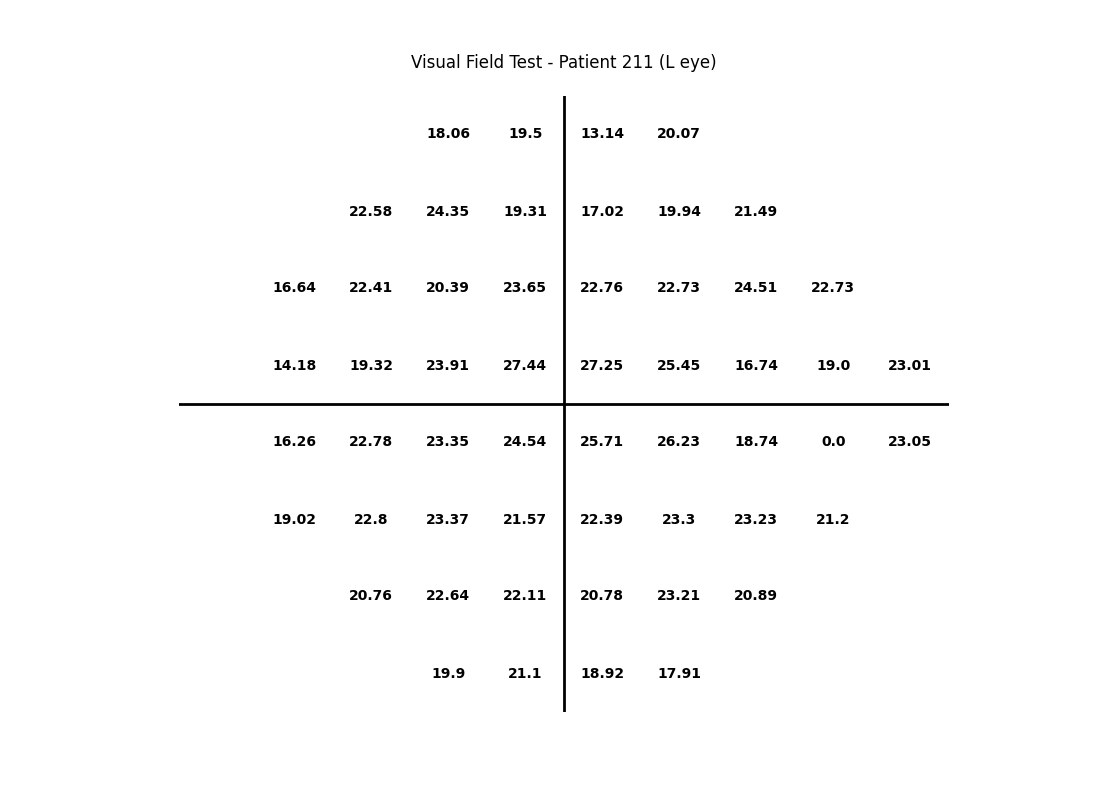 Visual Field Test - Patient 211 (L eye)
18.06 19.5 13.14 20.07
22.58 24.35 19.31 17.02 19.94 21.49
16.64 22.41 20.39 23.65 22.76 22.73 24.51 22.73
14.18 19.32 23.91 27.44 27.25 25.45 16.74 19.0 23.01
16.26 22.78 23.35 24.54 25.71 26.23 18.74 0.0 23.05
19.02 22.8 23.37 21.57 22.39 23.3 23.23 21.2
20.76 22.64 22.11 20.78 23.21 20.89
19.9 21.1 18.92 17.91